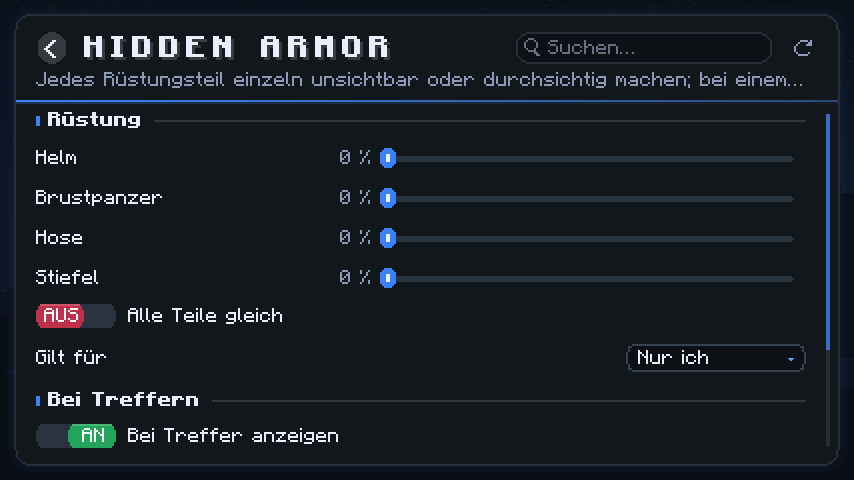 HIDDEN ARMOR
Suchen...
Jedes Rüstungsteil einzeln unsichtbar oder durchsichtig machen; bei einem...
Rüstung
Helm 0 %
Brustpanzer 0 %
Hose 0 %
Stiefel 0 %
AUS Alle Teile gleich
Gilt für Nur ich
Bei Treffern
AN Bei Treffer anzeigen